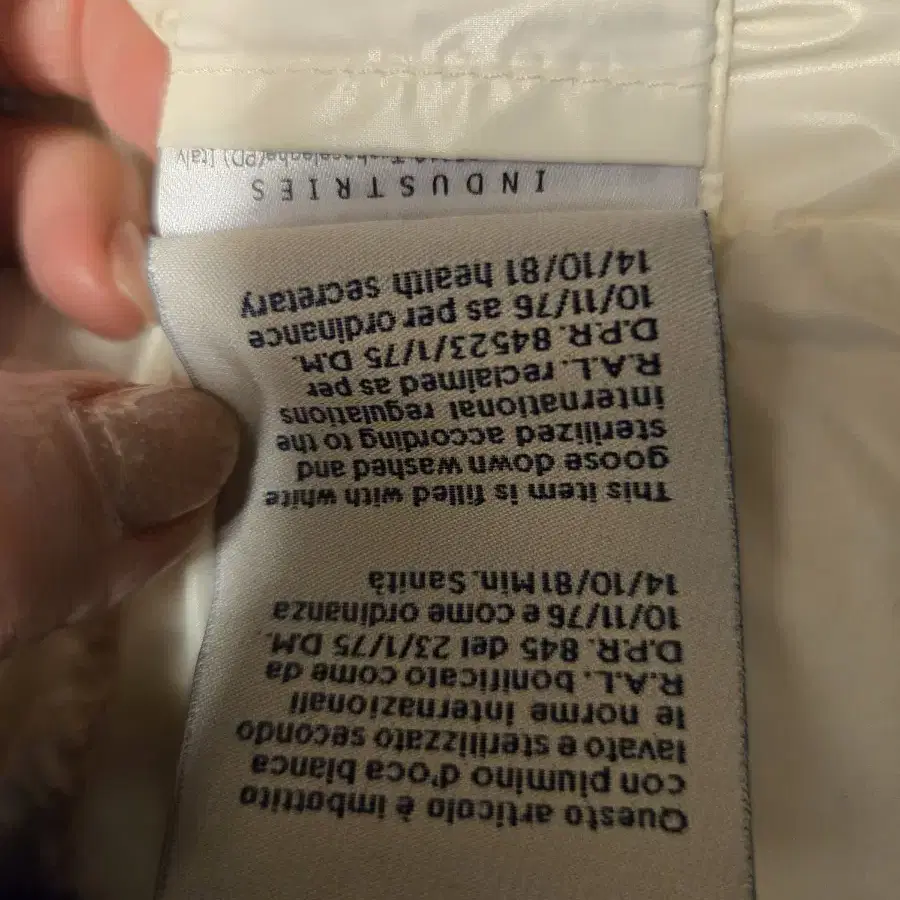 Questo articolo è imbottito
con piumino d'oca bianca
lavato e sterilizzato secondo
le norme internazionali
R.A.L. bonificato come da
D.P.R. 845 del 23/1/75 D.M.
10/11/76 e come ordinanza
14/10/81 Min. Sanità
This item is filled with white
goose down washed and
sterilized according to the
international regulations
R.A.L. reclaimed as per
D.P.R. 84523/1/75 D.M.
10/11/76 as per ordinance
14/10/81 health secretary
INDUSTRIES
(PD) Italy